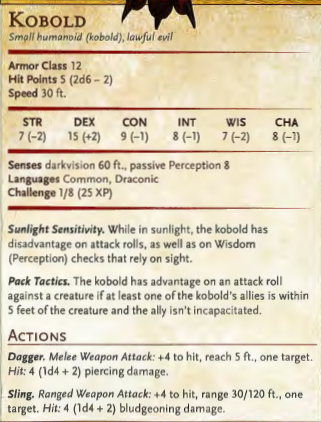 KOBOLD
Small humanoid (kobold), lawful evil
Armor Class 12
Hit Points 5 (2d6 – 2)
Speed 30 ft.
STR DEX CON INT WIS CHA
7 (–2) 15 (+2) 9 (–1) 8 (–1) 7 (–2) 8 (–1)
Senses darkvision 60 ft., passive Perception 8
Languages Common, Draconic
Challenge 1/8 (25 XP)
Sunlight Sensitivity. While in sunlight, the kobold has
disadvantage on attack rolls, as well as on Wisdom
(Perception) checks that rely on sight.
Pack Tactics. The kobold has advantage on an attack roll
against a creature if at least one of the kobold's allies is within
5 feet of the creature and the ally isn't incapacitated.
ACTIONS
Dagger. Melee Weapon Attack: +4 to hit, reach 5 ft., one target.
Hit: 4 (1d4 + 2) piercing damage.
Sling. Ranged Weapon Attack: +4 to hit, range 30/120 ft., one
target. Hit: 4 (1d4 + 2) bludgeoning damage.